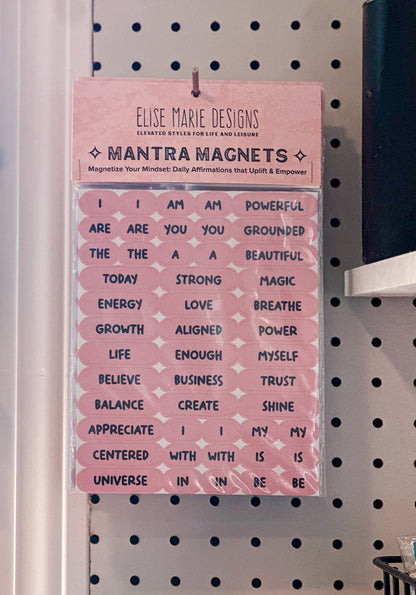 ELISE MARIE DESIGNS
ELEVATED STYLES FOR LIFE AND LEISURE
MANTRA MAGNETS
Magnetize Your Mindset: Daily Affirmations that Uplift & Empower
I I AM AM POWERFUL
ARE ARE YOU YOU GROUNDED
THE THE A A BEAUTIFUL
TODAY STRONG MAGIC
ENERGY LOVE BREATHE
GROWTH ALIGNED POWER
LIFE ENOUGH MYSELF
BELIEVE BUSINESS TRUST
BALANCE CREATE SHINE
APPRECIATE I I MY MY
CENTERED WITH WITH IS IS
UNIVERSE IN IN BE BE